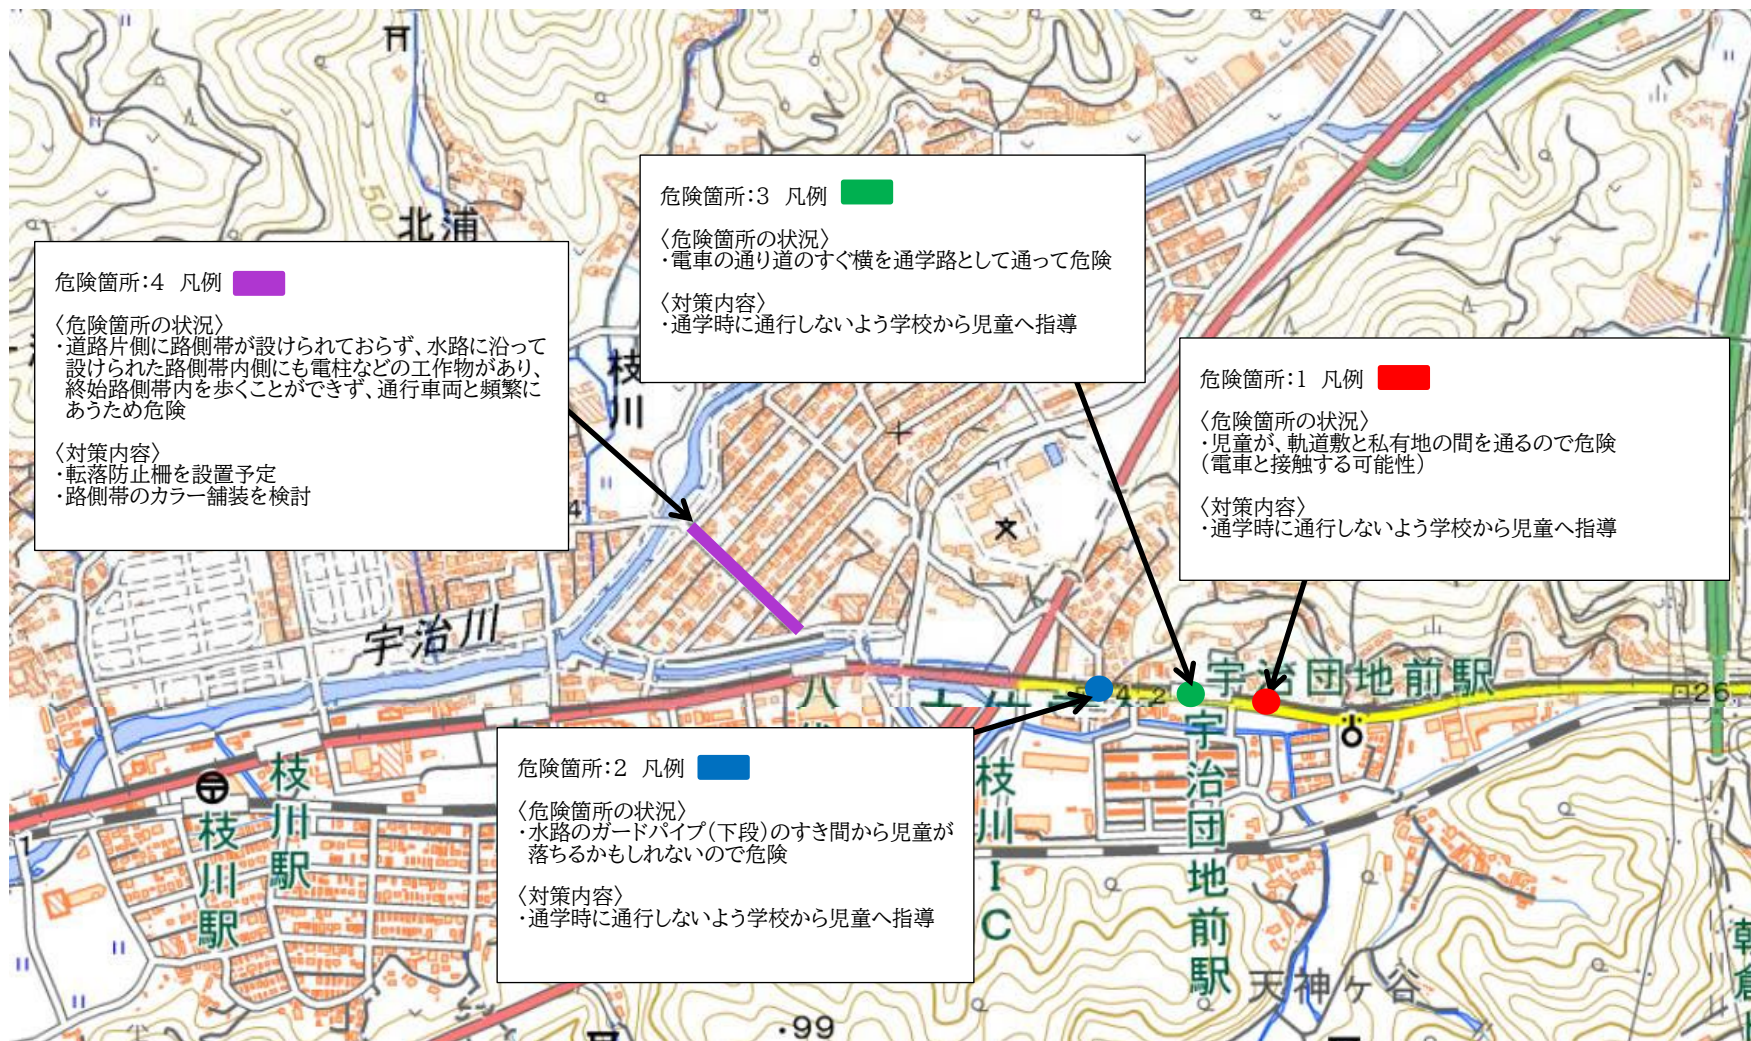 北浦
危険箇所:3 凡例
〈危険箇所の状況〉
・電車の通り道のすぐ横を通学路として通って危険
〈対策内容〉
・通学時に通行しないよう学校から児童へ指導
危険箇所:4 凡例
〈危険箇所の状況〉
・道路片側に路側帯が設けられておらず、水路に沿って
設けられた路側帯内側にも電柱などの工作物があり、
終始路側帯内を歩くことができず、通行車両と頻繁に
あうため危険
〈対策内容〉
・転落防止柵を設置予定
・路側帯のカラー舗装を検討
危険箇所:1 凡例
〈危険箇所の状況〉
・児童が、軌道敷と私有地の間を通るので危険
（電車と接触する可能性）
〈対策内容〉
・通学時に通行しないよう学校から児童へ指導
50
枝川
文
宇治川
宇治団地前駅
26
八
枝川駅
枝川駅
危険箇所:2 凡例
〈危険箇所の状況〉
・水路のガードパイプ（下段）のすき間から児童が
落ちるかもしれないので危険
〈対策内容〉
・通学時に通行しないよう学校から児童へ指導
枝川IC
宇治団地前駅
天神ヶ谷
・99